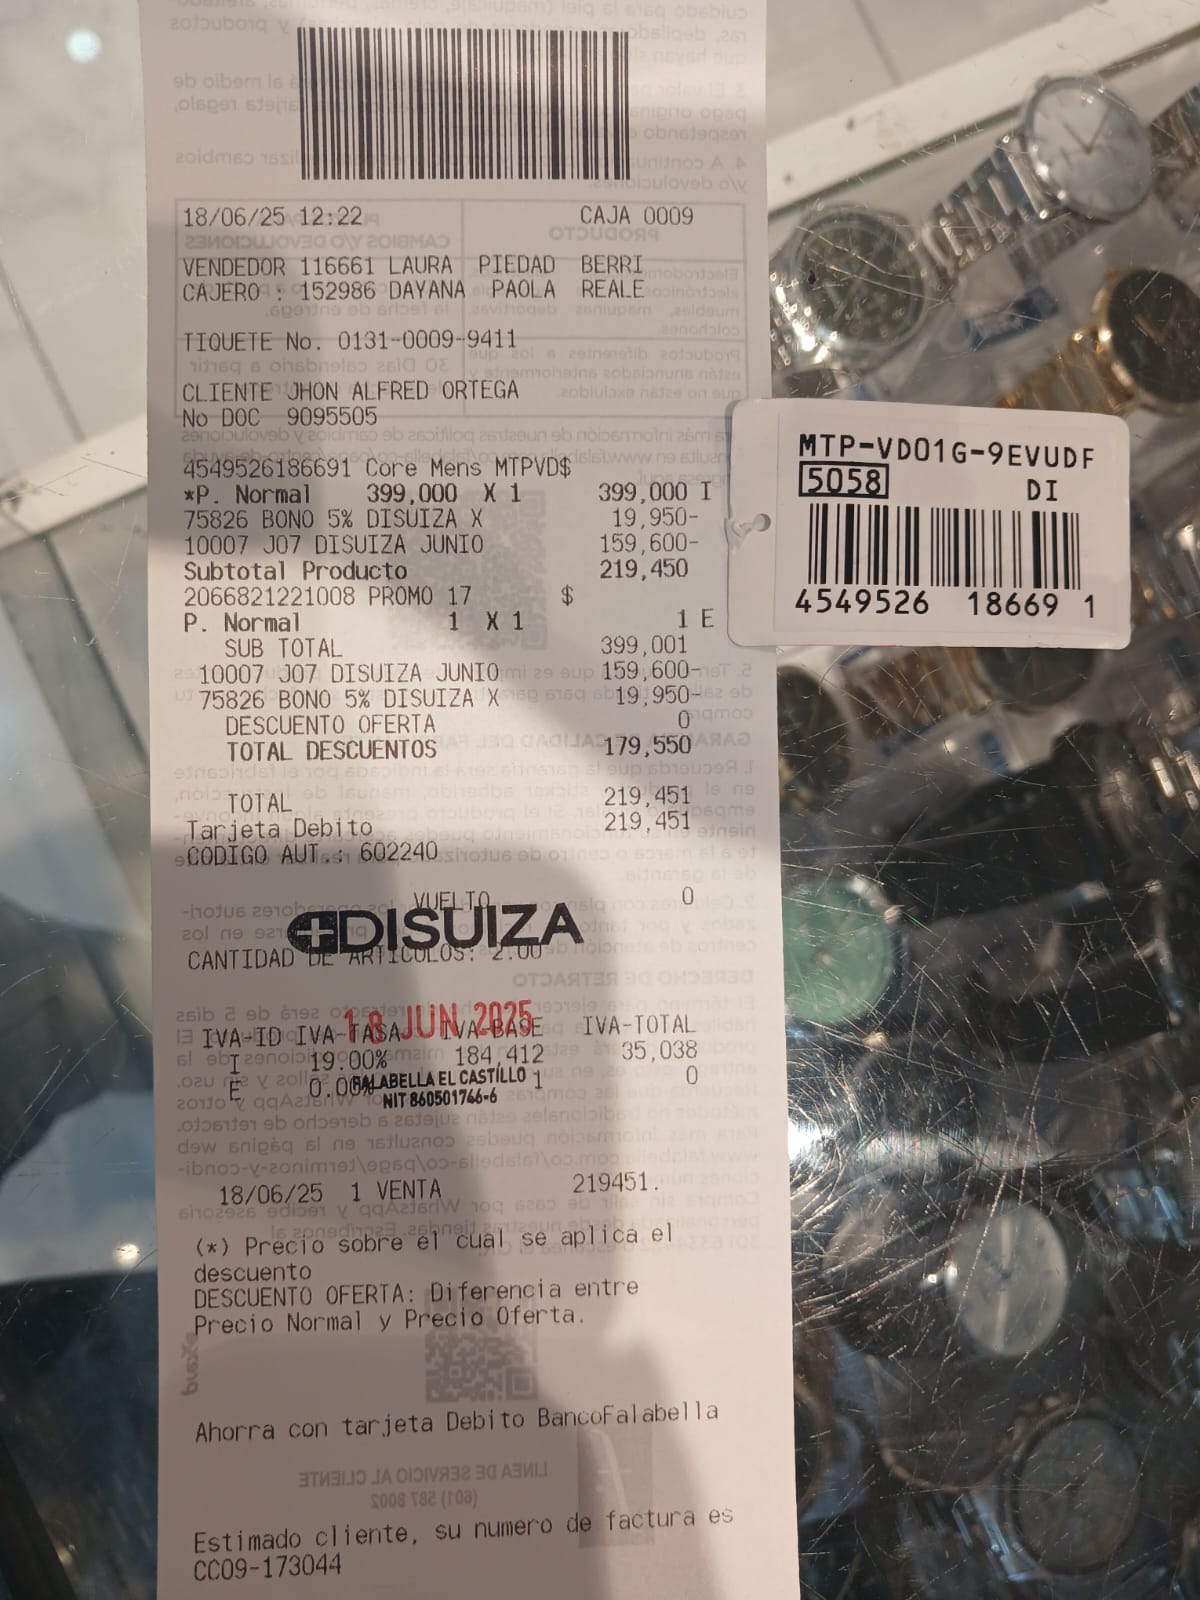 18/06/25 12:22 CAJA 0009
VENDEDOR 116661 LAURA PIEDAD BERRI
CAJERO : 152986 DAYANA PAOLA REALE
TIQUETE No. 0131-0009-9411
CLIENTE JHON ALFRED ORTEGA
No DOC 9095505
4549526186691 Core Mens MTPVD$
*P. Normal 399,000 X 1 399,000 I
75826 BONO 5% DISUIZA X 19,950-
10007 J07 DISUIZA JUNIO 159,600-
Subtotal Producto 219,450
2066821221008 PROMO 17 $
P. Normal 1 X 1 1 E
SUB TOTAL 399,001
10007 J07 DISUIZA JUNIO 159,600-
75826 BONO 5% DISUIZA X 19,950-
DESCUENTO OFERTA 0
TOTAL DESCUENTOS 179,550
TOTAL 219,451
Tarjeta Debito 219,451
CODIGO AUT.: 602240
VUELTO 0
DISUIZA
CANTIDAD DE ARTICULOS: 2.00
18 JUN 2025
IVA-ID IVA-TASA IVA-BASE IVA-TOTAL
I 19.00% 184,412 35,038
E 0.00% 1 0
FALABELLA EL CASTILLO
NIT 860501766-6
18/06/25 1 VENTA 219451.
(*) Precio sobre el cual se aplica el
descuento
DESCUENTO OFERTA: Diferencia entre
Precio Normal y Precio Oferta.
Ahorra con tarjeta Debito BancoFalabella
Estimado cliente, su numero de factura es
CC09-173044
MTP-VD01G-9EVUDF
5058 DI
4549526 18669 1